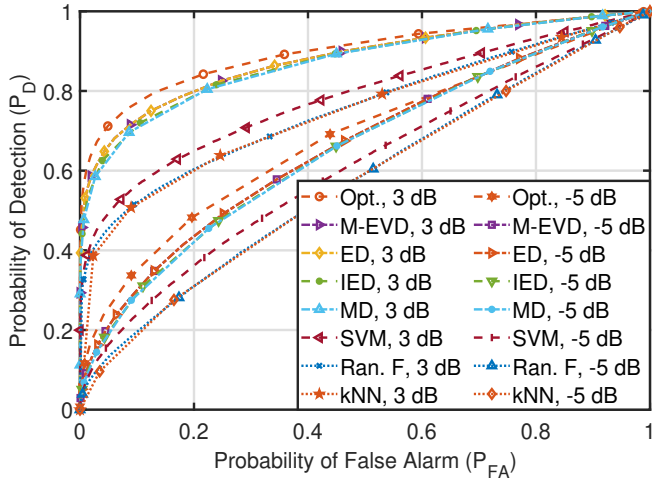 1
0.8
0.6
0.4
0.2
0
Probability of Detection (P_D)
Opt., 3 dB
M-EVD, 3 dB
ED, 3 dB
IED, 3 dB
MD, 3 dB
SVM, 3 dB
Ran. F, 3 dB
kNN, 3 dB
Opt., -5 dB
M-EVD, -5 dB
ED, -5 dB
IED, -5 dB
MD, -5 dB
SVM, -5 dB
Ran. F, -5 dB
kNN, -5 dB
0 0.2 0.4 0.6 0.8 1
Probability of False Alarm (P_FA)